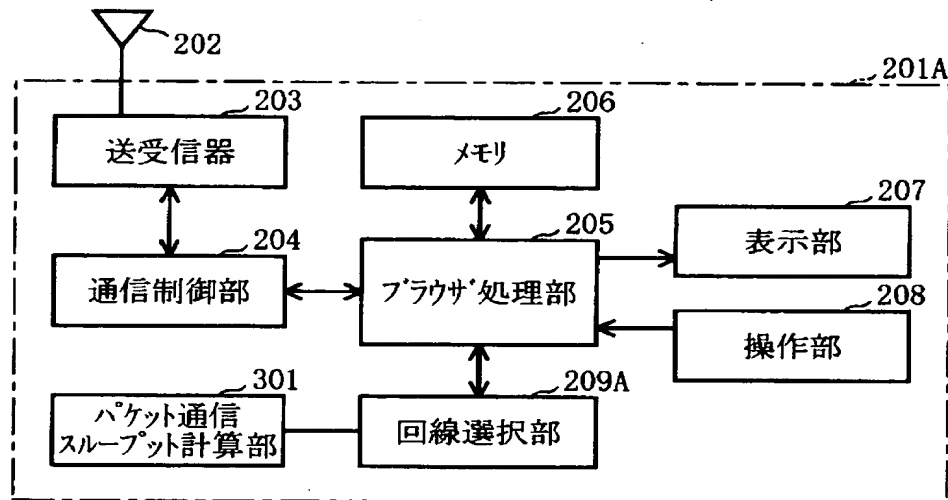 202
201A
203
送受信器
206
メモリ
204
通信制御部
205
ブラウザ処理部
207
表示部
208
操作部
301
パケット通信
スループット計算部
209A
回線選択部